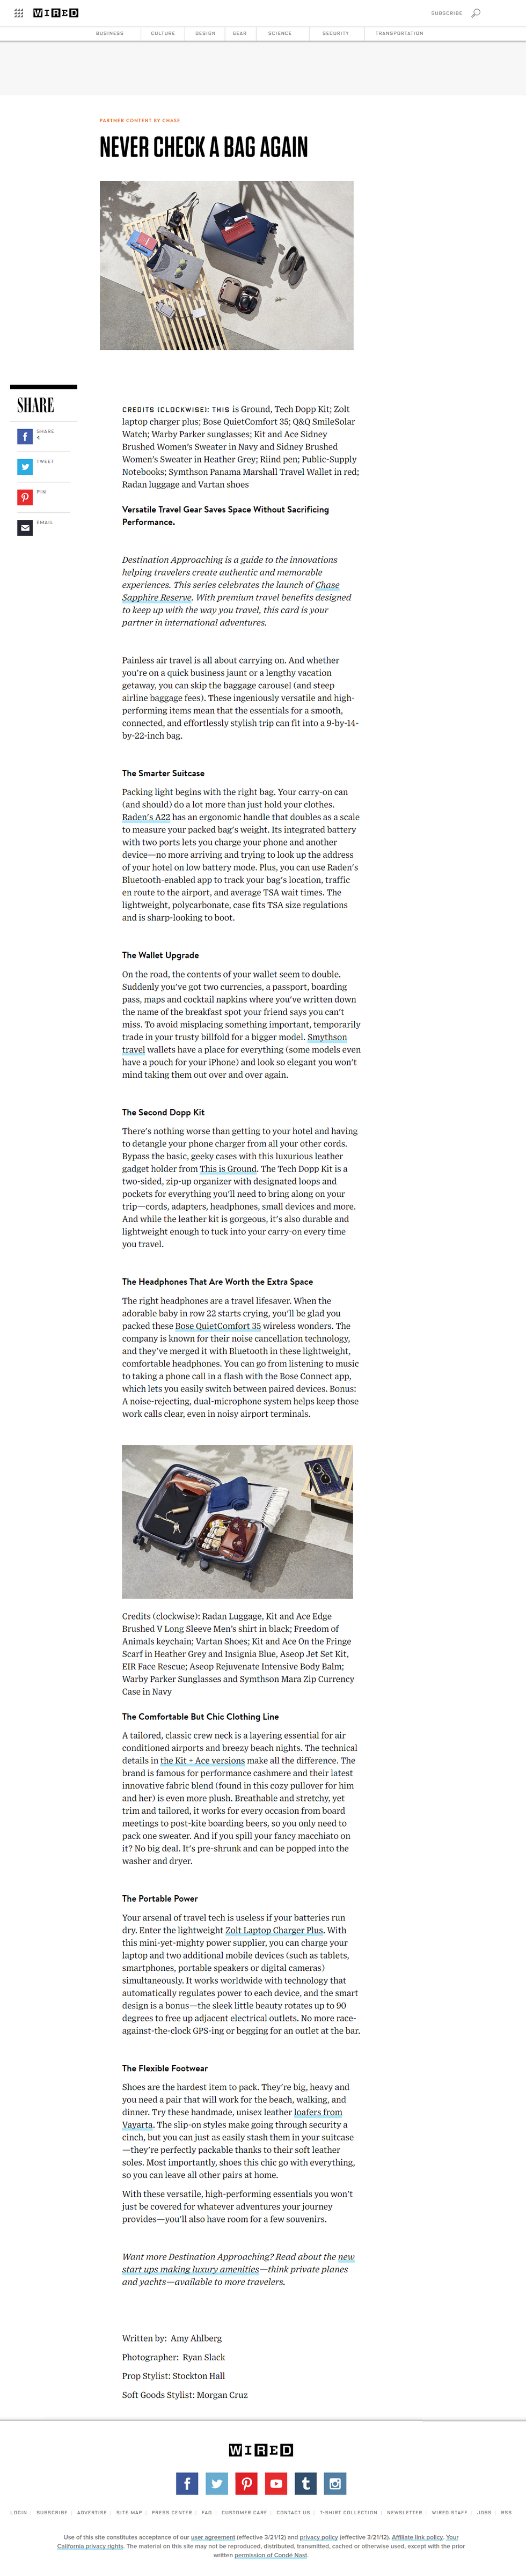 WIRED
SUBSCRIBE
BUSINESS CULTURE DESIGN GEAR SCIENCE SECURITY TRANSPORTATION
PARTNER CONTENT BY CHASE
NEVER CHECK A BAG AGAIN
SHARE
SHARE
TWEET
PIN
EMAIL
CREDITS (CLOCKWISE): THIS is Ground, Tech Dopp Kit; Zolt
laptop charger plus; Bose QuietComfort 35; Q&Q SmileSolar
Watch; Warby Parker sunglasses; Kit and Ace Sidney
Brushed Women's Sweater in Navy and Sidney Brushed
Women's Sweater in Heather Grey; Riind pen; Public-Supply
Notebooks; Symthson Panama Marshall Travel Wallet in red;
Radan luggage and Vartan shoes
Versatile Travel Gear Saves Space Without Sacrificing
Performance.
Destination Approaching is a guide to the innovations
helping travelers create authentic and memorable
experiences. This series celebrates the launch of Chase
Sapphire Reserve. With premium travel benefits designed
to keep up with the way you travel, this card is your
partner in international adventures.
Painless air travel is all about carrying on. And whether
you're on a quick business jaunt or a lengthy vacation
getaway, you can skip the baggage carousel (and steep
airline baggage fees). These ingeniously versatile and high-
performing items mean that the essentials for a smooth,
connected, and effortlessly stylish trip can fit into a 9-by-14-
by-22-inch bag.
The Smarter Suitcase
Packing light begins with the right bag. Your carry-on can
(and should) do a lot more than just hold your clothes.
Raden's A22 has an ergonomic handle that doubles as a scale
to measure your packed bag's weight. Its integrated battery
with two ports lets you charge your phone and another
device—no more arriving and trying to look up the address
of your hotel on low battery mode. Plus, you can use Raden's
Bluetooth-enabled app to track your bag's location, traffic
en route to the airport, and average TSA wait times. The
lightweight, polycarbonate, case fits TSA size regulations
and is sharp-looking to boot.
The Wallet Upgrade
On the road, the contents of your wallet seem to double.
Suddenly you've got two currencies, a passport, boarding
pass, maps and cocktail napkins where you've written down
the name of the breakfast spot your friend says you can't
miss. To avoid misplacing something important, temporarily
trade in your trusty billfold for a bigger model. Smythson
travel wallets have a place for everything (some models even
have a pouch for your iPhone) and look so elegant you won't
mind taking them out over and over again.
The Second Dopp Kit
There's nothing worse than getting to your hotel and having
to detangle your phone charger from all your other cords.
Bypass the basic, geeky cases with this luxurious leather
gadget holder from This is Ground. The Tech Dopp Kit is a
two-sided, zip-up organizer with designated loops and
pockets for everything you'll need to bring along on your
trip—cords, adapters, headphones, small devices and more.
And while the leather kit is gorgeous, it's also durable and
lightweight enough to tuck into your carry-on every time
you travel.
The Headphones That Are Worth the Extra Space
The right headphones are a travel lifesaver. When the
adorable baby in row 22 starts crying, you'll be glad you
packed these Bose QuietComfort 35 wireless wonders. The
company is known for their noise cancellation technology,
and they've merged it with Bluetooth in these lightweight,
comfortable headphones. You can go from listening to music
to taking a phone call in a flash with the Bose Connect app,
which lets you easily switch between paired devices. Bonus:
A noise-rejecting, dual-microphone system helps keep those
work calls clear, even in noisy airport terminals.
Credits (clockwise): Radan Luggage, Kit and Ace Edge
Brushed V Long Sleeve Men's shirt in black; Freedom of
Animals keychain; Vartan Shoes; Kit and Ace On the Fringe
Scarf in Heather Grey and Insignia Blue, Aseop Jet Set Kit,
EIR Face Rescue; Aseop Rejuvenate Intensive Body Balm;
Warby Parker Sunglasses and Symthson Mara Zip Currency
Case in Navy
The Comfortable But Chic Clothing Line
A tailored, classic crew neck is a layering essential for air
conditioned airports and breezy beach nights. The technical
details in the Kit + Ace versions make all the difference. The
brand is famous for performance cashmere and their latest
innovative fabric blend (found in this cozy pullover for him
and her) is even more plush. Breathable and stretchy, yet
trim and tailored, it works for every occasion from board
meetings to post-kite boarding beers, so you only need to
pack one sweater. And if you spill your fancy macchiato on
it? No big deal. It's pre-shrunk and can be popped into the
washer and dryer.
The Portable Power
Your arsenal of travel tech is useless if your batteries run
dry. Enter the lightweight Zolt Laptop Charger Plus. With
this mini-yet-mighty power supplier, you can charge your
laptop and two additional mobile devices (such as tablets,
smartphones, portable speakers or digital cameras)
simultaneously. It works worldwide with technology that
automatically regulates power to each device, and the smart
design is a bonus—the sleek little beauty rotates up to 90
degrees to free up adjacent electrical outlets. No more race-
against-the-clock GPS-ing or begging for an outlet at the bar.
The Flexible Footwear
Shoes are the hardest item to pack. They're big, heavy and
you need a pair that will work for the beach, walking, and
dinner. Try these handmade, unisex leather loafers from
Vayarta. The slip-on styles make going through security a
cinch, but you can just as easily stash them in your suitcase
—they're perfectly packable thanks to their soft leather
soles. Most importantly, shoes this chic go with everything,
so you can leave all other pairs at home.
With these versatile, high-performing essentials you won't
just be covered for whatever adventures your journey
provides—you'll also have room for a few souvenirs.
Want more Destination Approaching? Read about the new
start ups making luxury amenities—think private planes
and yachts—available to more travelers.
Written by: Amy Ahlberg
Photographer: Ryan Slack
Prop Stylist: Stockton Hall
Soft Goods Stylist: Morgan Cruz
WIRED
LOGIN | SUBSCRIBE | ADVERTISE | SITE MAP | PRESS CENTER | FAQ | CUSTOMER CARE | CONTACT US | T-SHIRT COLLECTION | NEWSLETTER | WIRED STAFF | JOBS | RSS
Use of this site constitutes acceptance of our user agreement (effective 3/21/12) and privacy policy (effective 3/21/12). Affiliate link policy. Your
California privacy rights. The material on this site may not be reproduced, distributed, transmitted, cached or otherwise used, except with the prior
written permission of Condé Nast.